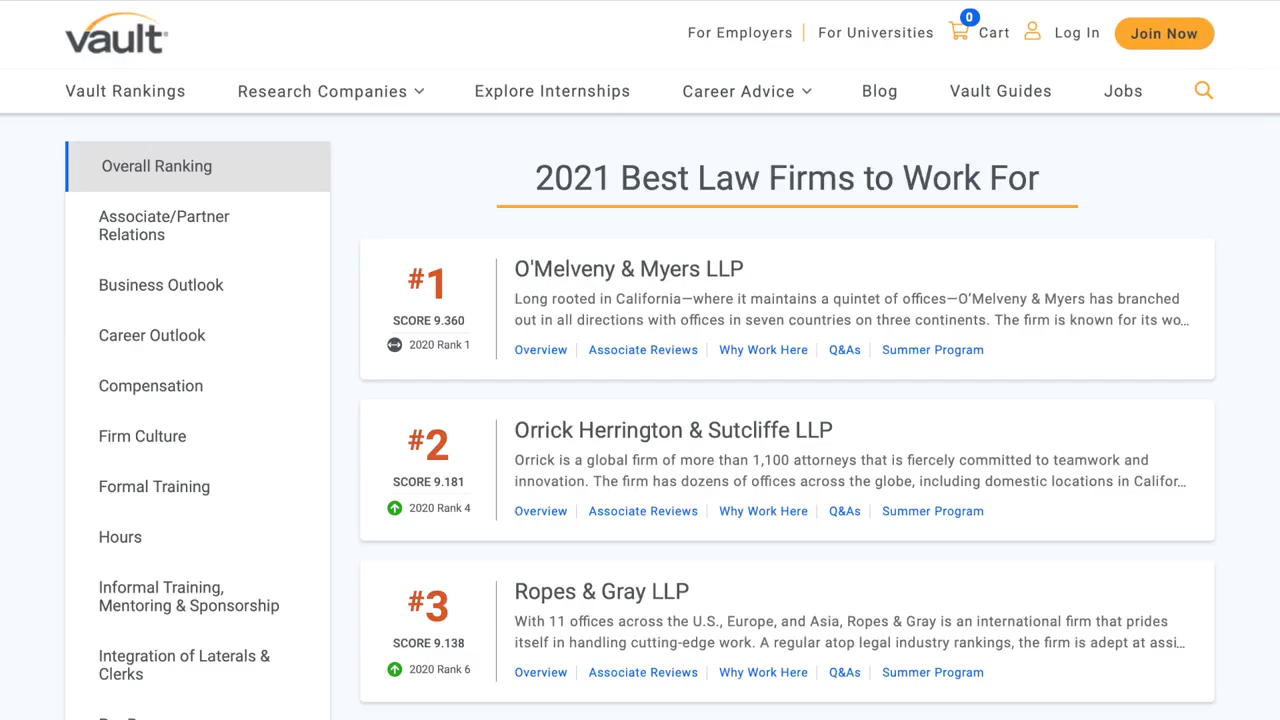 vault
For Employers
For Universities
0
Cart
Log In
Join Now
Vault Rankings
Research Companies
Explore Internships
Career Advice
Blog
Vault Guides
Jobs
Overall Ranking
Associate/Partner
Relations
Business Outlook
Career Outlook
Compensation
Firm Culture
Formal Training
Hours
Informal Training,
Mentoring & Sponsorship
Integration of Laterals &
Clerks
2021 Best Law Firms to Work For
#1
SCORE 9.360
2020 Rank 1
O'Melveny & Myers LLP
Long rooted in California—where it maintains a quintet of offices—O’Melveny & Myers has branched
out in all directions with offices in seven countries on three continents. The firm is known for its wo...
Overview
Associate Reviews
Why Work Here
Q&As
Summer Program
#2
SCORE 9.181
2020 Rank 4
Orrick Herrington & Sutcliffe LLP
Orrick is a global firm of more than 1,100 attorneys that is fiercely committed to teamwork and
innovation. The firm has dozens of offices across the globe, including domestic locations in Califor...
Overview
Associate Reviews
Why Work Here
Q&As
Summer Program
#3
SCORE 9.138
2020 Rank 6
Ropes & Gray LLP
With 11 offices across the U.S., Europe, and Asia, Ropes & Gray is an international firm that prides
itself in handling cutting-edge work. A regular atop legal industry rankings, the firm is adept at assi...
Overview
Associate Reviews
Why Work Here
Q&As
Summer Program